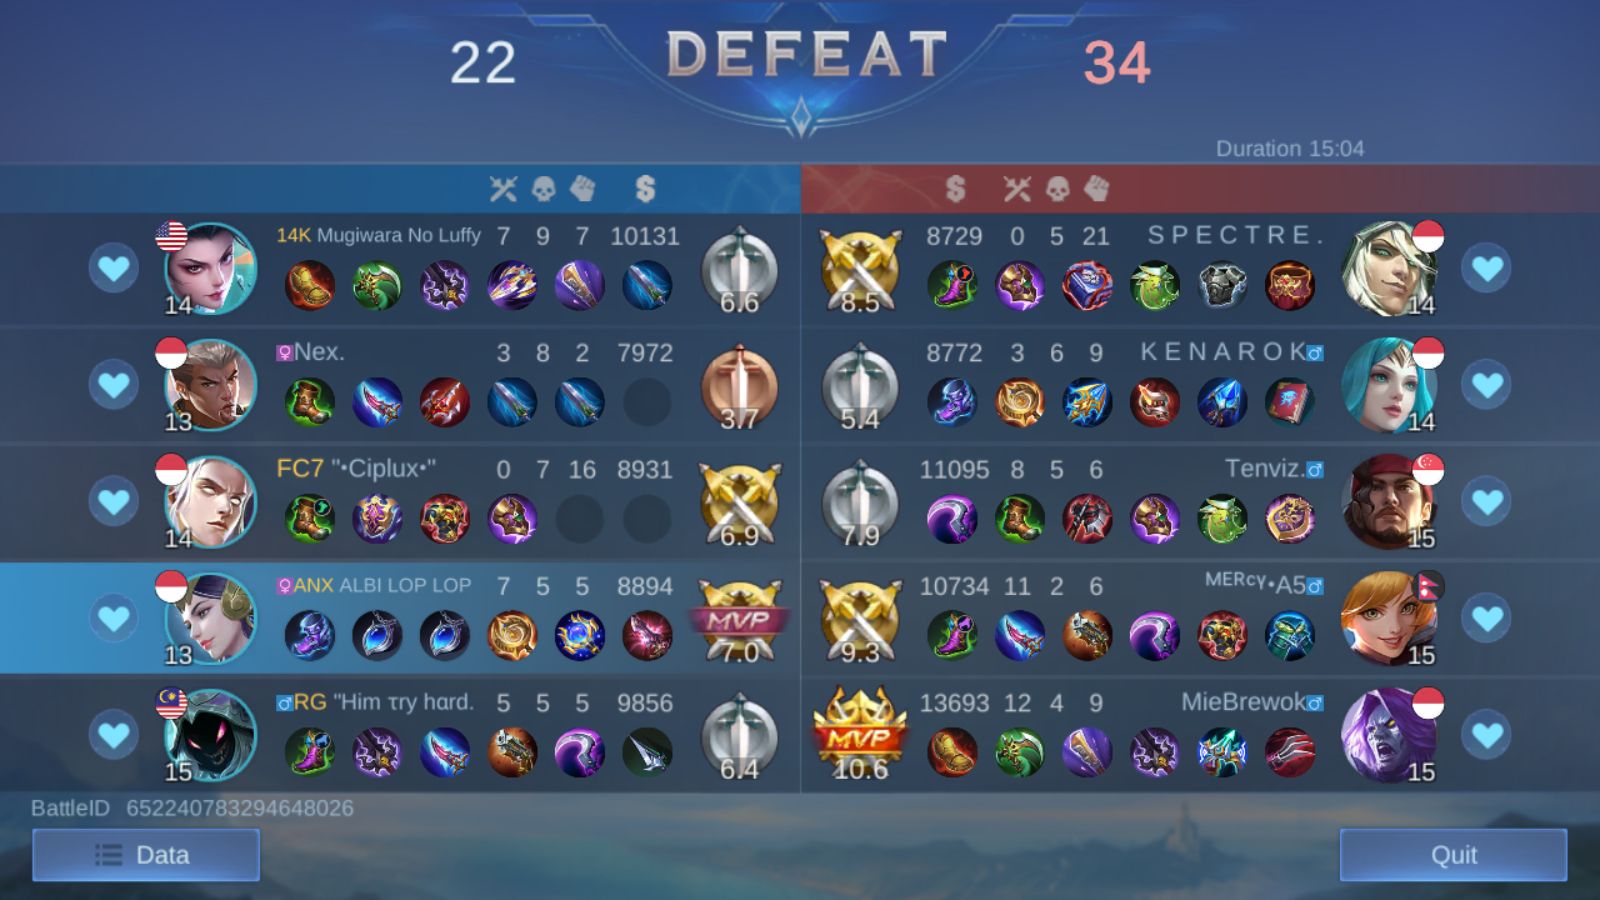 22 DEFEAT 34
Duration 15:04
14K Mugiwara No Luffy 7 9 7 10131 6.6 14
8.5 8729 0 5 21 S P E C T R E . 14
Nex. 3 8 2 7972 3.7 13
5.4 8772 3 6 9 K E N A R O K 14
FC7 "•Ciplux•" 0 7 16 8931 6.9 14
7.9 11095 8 5 6 Tenviz. 15
ANX ALBI LOP LOP 7 5 5 8894 MVP 7.0 13
9.3 10734 11 2 6 ᴹᴱᴿᶜᵞ•A5 15
RG "Him τry hαrd. 5 5 5 9856 6.4 15
MVP 10.6 13693 12 4 9 MieBrewok 15
BattleID 652240783294648026
Data
Quit